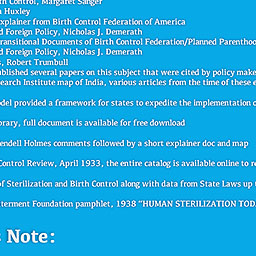 th Control, Margaret Sanger
Huxley
xplainer from Birth Control Federation of America
d Foreign Policy, Nicholas J. Demerath
ransitional Documents of Birth Control Federation/Planned Parenthoo
d Foreign Policy, Nicholas J. Demerath
s, Robert Trumbull
ublished several papers on this subject that were cited by policy make
earch Institute map of India, various articles from the time of these e
odel provided a framework for states to expedite the implementation o
brary, full document is available for free download
endell Holmes comments followed by a short explainer doc and map
Control Review, April 1933, the entire catalog is available online to re
of Sterilization and Birth Control along with data from State Laws up t
tterment Foundation pamphlet, 1938 "HUMAN STERILIZATION TODA
s Note: